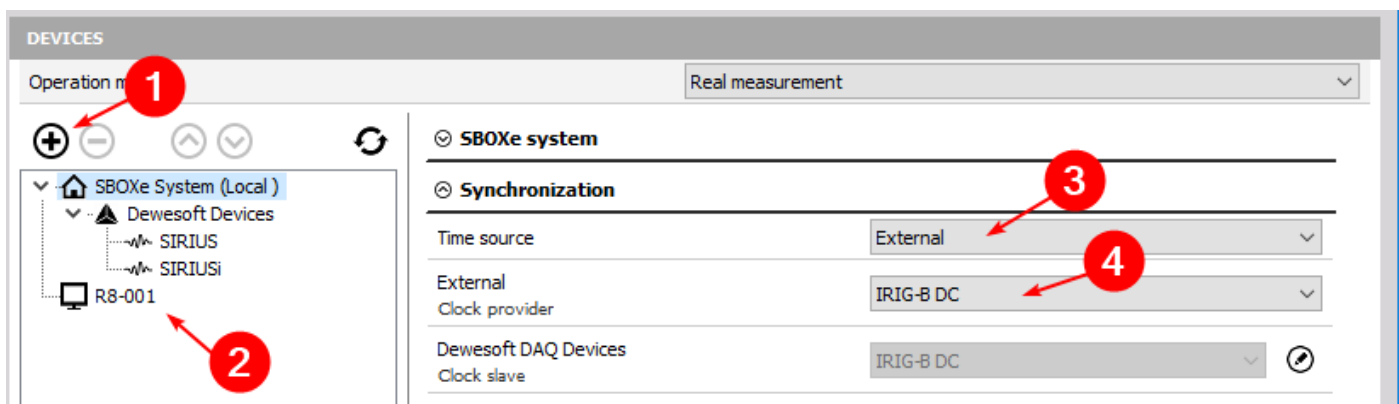 DEVICES
Operation m
Real measurement
1
SBOXe System (Local )
Dewesoft Devices
SIRIUS
SIRIUSi
R8-001
2
SBOXe system
Synchronization
3
Time source
External
4
External
Clock provider
IRIG-B DC
Dewesoft DAQ Devices
Clock slave
IRIG-B DC